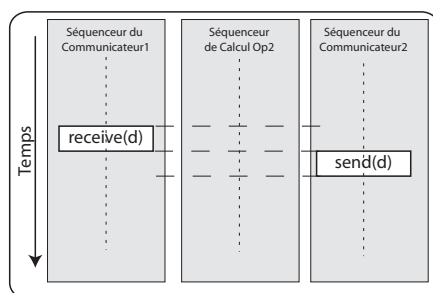 Séquenceur du
Communicateur1
Séquenceur
de Calcul Op2
Séquenceur du
Communicateur2
Temps
receive(d)
send(d)